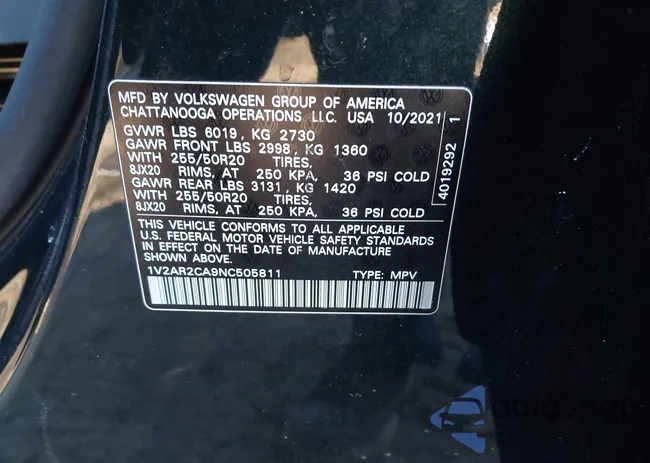 MFD BY VOLKSWAGEN GROUP OF AMERICA
CHATTANOOGA OPERATIONS LLC. USA 10/2021
GVWR LBS 6019, KG 2730
GAWR FRONT LBS 2998, KG 1360
WITH 255/50R20 TIRES,
8JX20 RIMS, AT 250 KPA, 36 PSI COLD
GAWR REAR LBS 3131, KG 1420
WITH 255/50R20 TIRES,
8JX20 RIMS, AT 250 KPA, 36 PSI COLD
THIS VEHICLE CONFORMS TO ALL APPLICABLE
U.S. FEDERAL MOTOR VEHICLE SAFETY STANDARDS
IN EFFECT ON THE DATE OF MANUFACTURE
SHOWN ABOVE.
1V2AR2CA9NC505811 TYPE: MPV
4019292 1